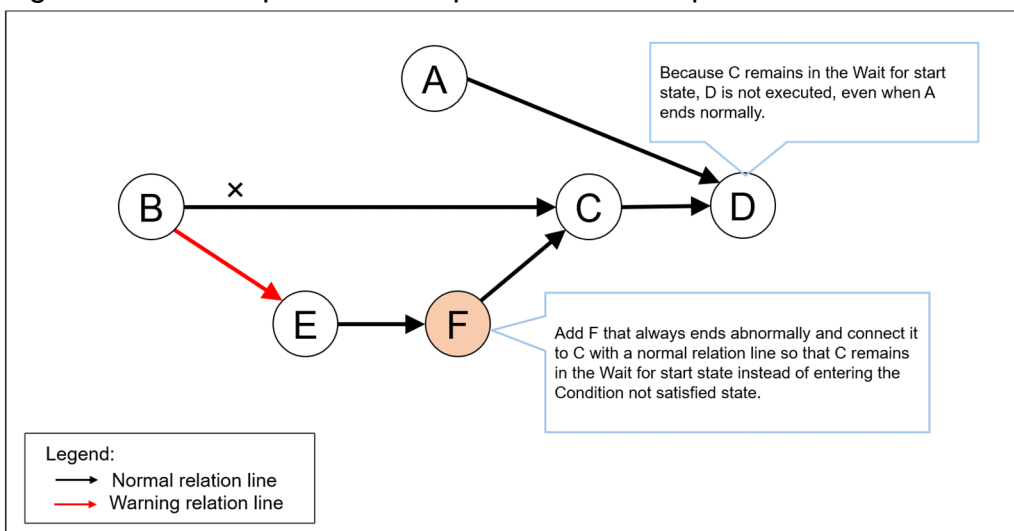 A
Because C remains in the Wait for start
state, D is not executed, even when A
ends normally.
B
×
C
D
E
F
Add F that always ends abnormally and connect it
to C with a normal relation line so that C remains
in the Wait for start state instead of entering the
Condition not satisfied state.
Legend:
Normal relation line
Warning relation line